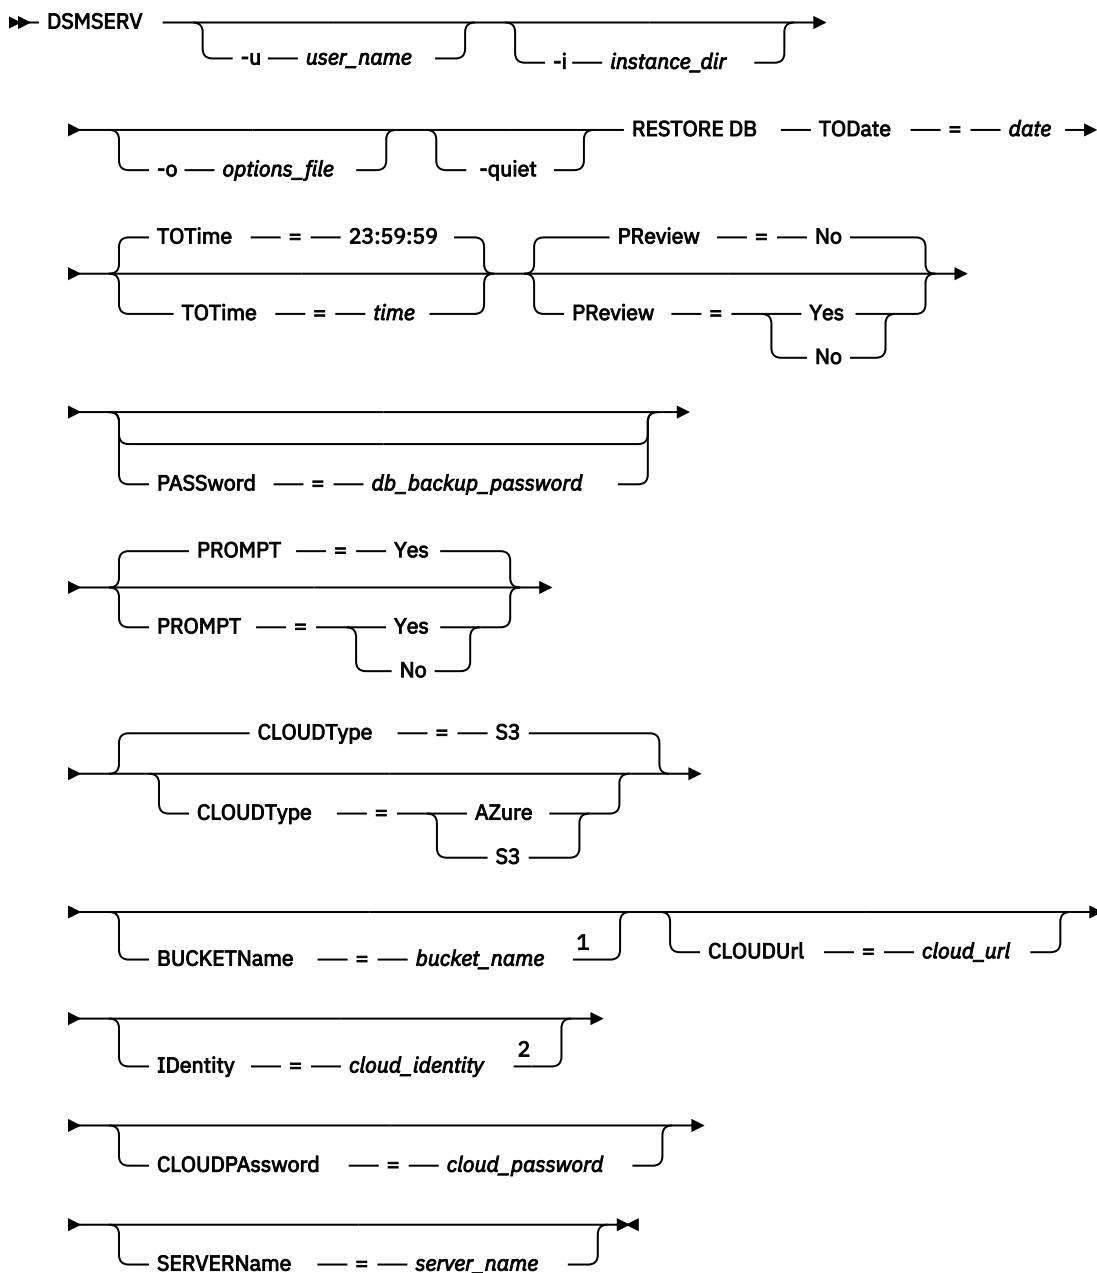 DSMSERV
-u user_name -i instance_dir
RESTORE DB TODate = date
-o options_file -quiet
TOTime = 23:59:59 PReview = No
TOTime = time PReview = Yes
No
PASSword = db_backup_password
PROMPT = Yes
PROMPT = Yes
No
CLOUDType = S3
CLOUDType = AZure
S3
BUCKETName = bucket_name 1 CLOUDUrl = cloud_url
IDentity = cloud_identity 2
CLOUDPAssword = cloud_password
SERVERName = server_name